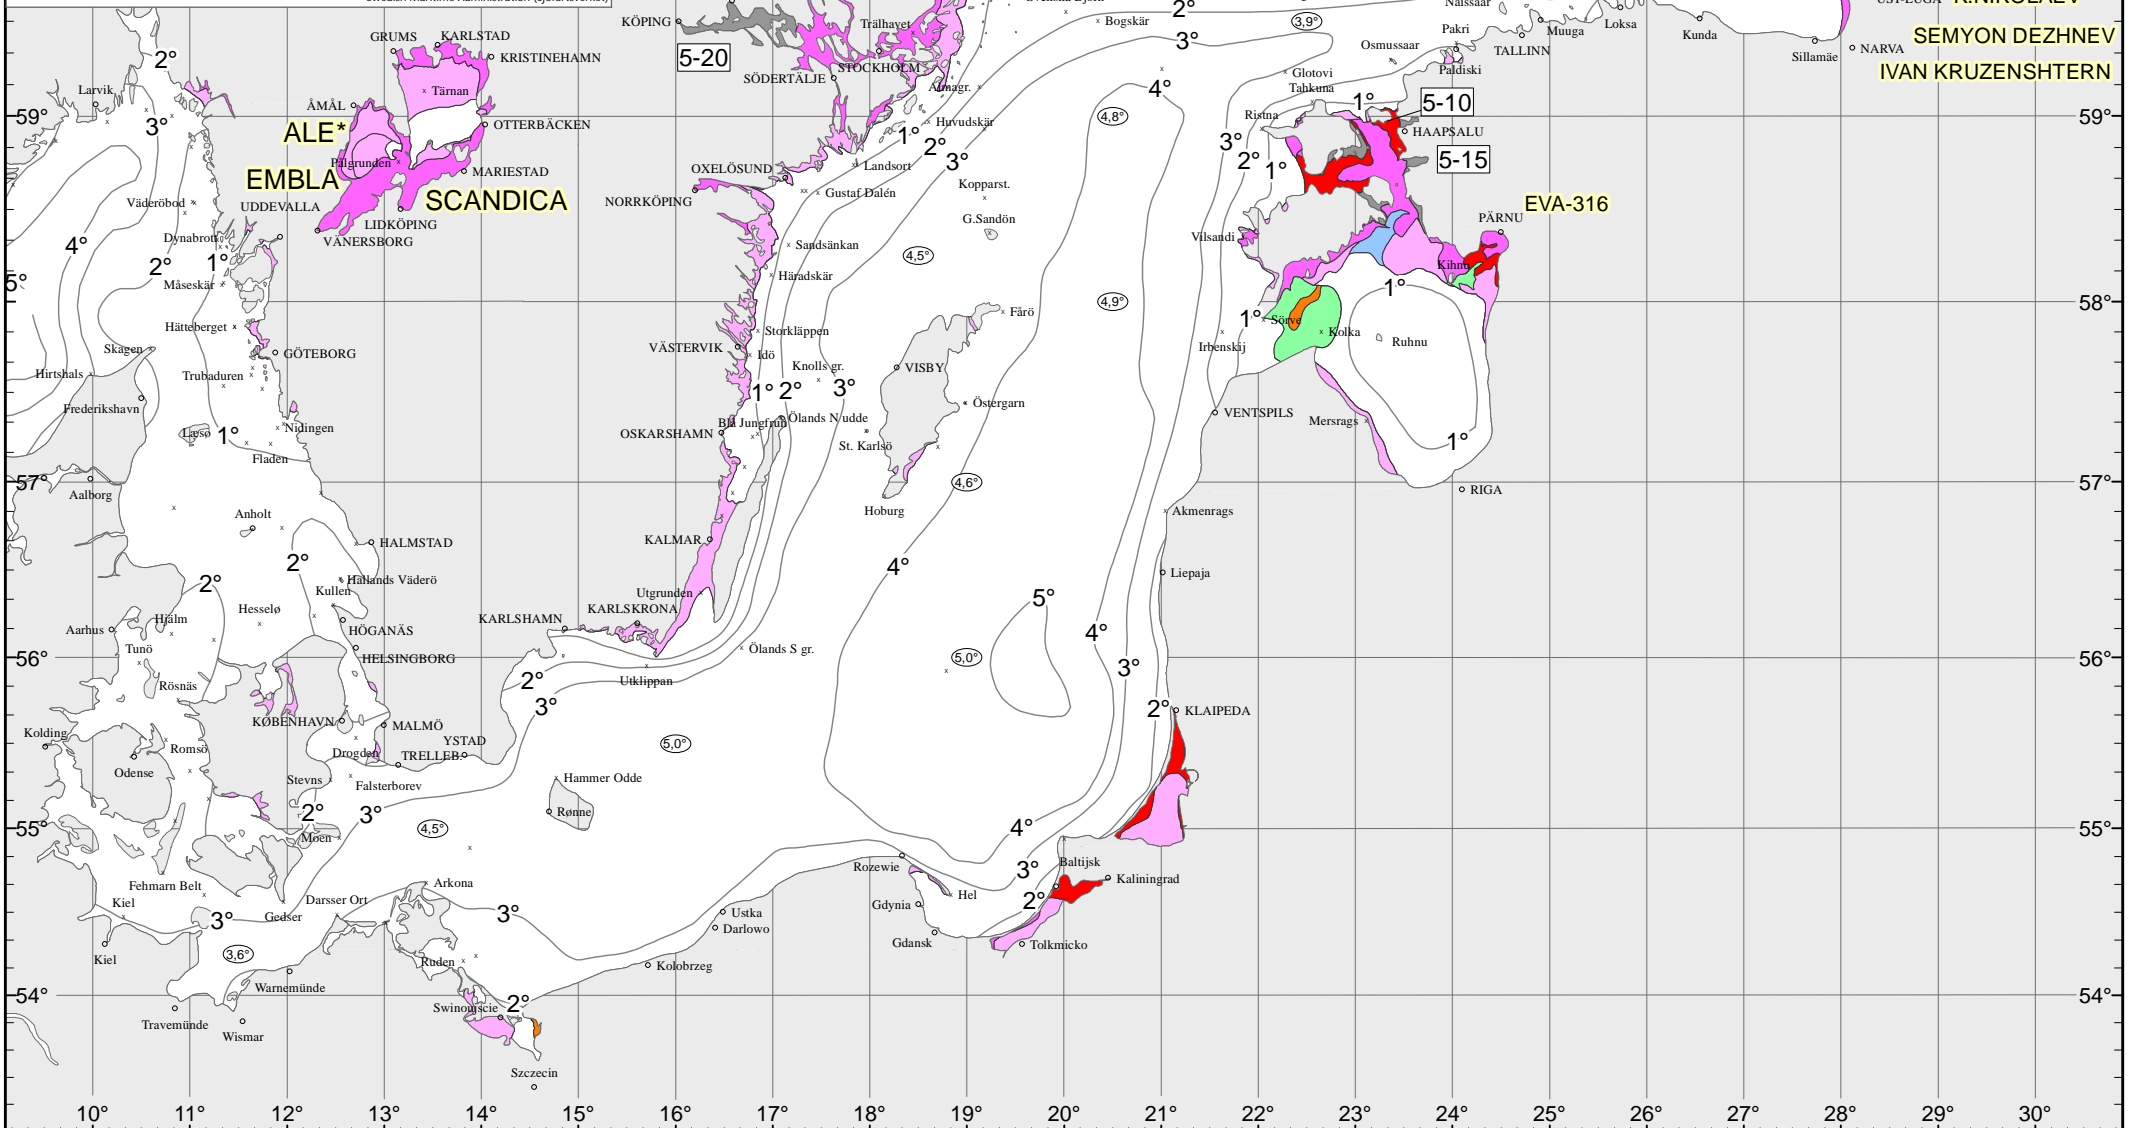 KÖPING
5-20
GRUMS
KARLSTAD
KRISTINEHAMN
Tärnan
ÅMÅL
OTTERBÄCKEN
ALE*
Pålgrunden
EMBLA
MARIESTAD
SCANDICA
UDDEVALLA
LIDKÖPING
VÄNERSBORG
Trälhavet
SÖDERTÄLJE
STOCKHOLM
Almagr.
Huvudskär
Landsort
OXELÖSUND
Gustaf Dalén
NORRKÖPING
Kopparst.
G.Sandön
Sandsänkan
Häradskär
Bogskär
2°
3,9°
3°
4°
4,8°
Naissaar
Pakri
Osmussaar
Paldiski
TALLINN
Muuga
Loksa
Kunda
Sillamäe
NARVA
UST-LUGA
K.NIKOLAEV
SEMYON DEZHNEV
IVAN KRUZENSHTERN
Glotovi
Tahkuna
Ristna
1°
5-10
HAAPSALU
5-15
3°
2°
1°
EVA-316
PÄRNU
Vilsandi
Kihnu
1°
1°
Sörve
Kolka
Ruhnu
Irbenskij
Mersrags
1°
VENTSPILS
RIGA
Akmenrags
Liepaja
2°
Larvik
59°
3°
4°
5°
2°
1°
Väderöbod
Dynabrott
Måseskär
Hätteberget
Skagen
GÖTEBORG
Hirtshals
Trubaduren
Frederikshavn
Læsø
1°
Nidingen
Fladen
57°
Aalborg
Anholt
HALMSTAD
2°
2°
Hallands Väderö
Kullen
Hesselø
Hjälm
HÖGANÄS
Aarhus
Tunö
56°
HELSINGBORG
Rösnäs
KØBENHAVN
MALMÖ
Kolding
Romsö
Drogden
TRELLEB.
YSTAD
Odense
Stevns
Falsterborev
2°
3°
55°
Moen
4,5°
Fehmarn Belt
Kiel
Gedser
Darsser Ort
Arkona
3°
3,6°
Kiel
Warnemünde
54°
Travemünde
Wismar
Ruden
Swinoujscie
2°
Szczecin
1°
2°
3°
4,5°
4,9°
Fårö
Storkläppen
VÄSTERVIK
Idö
Knolls gr.
VISBY
1°
2°
3°
Östergarn
Ölands N udde
Blå Jungfrun
OSKARSHAMN
St. Karlsö
4,6°
Hoburg
KALMAR
4°
Utgrunden
KARLSKRONA
KARLSHAMN
Ölands S gr.
Utklippan
2°
3°
5°
4°
3°
5,0°
2°
KLAIPEDA
5,0°
Hammer Odde
Rønne
4°
3°
2°
Rozewie
Baltijsk
Kaliningrad
Hel
Gdynia
Gdansk
Tolkmicko
3°
Ustka
Darlowo
Kolobrzeg
59°
58°
57°
56°
55°
54°
10° 11° 12° 13° 14° 15° 16° 17° 18° 19° 20° 21° 22° 23° 24° 25° 26° 27° 28° 29° 30°